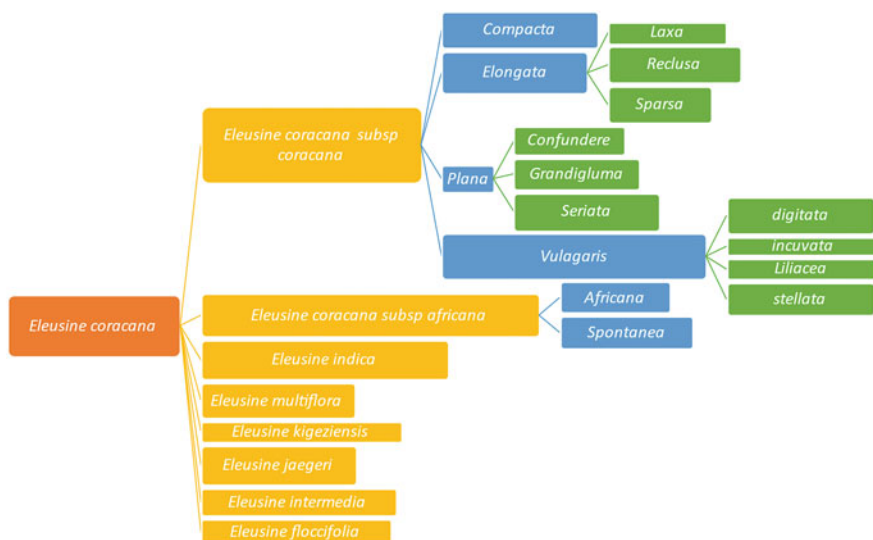 Eleusine coracana
Eleusine coracana subsp
coracana
Compacta
Elongata
Laxa
Reclusa
Sparsa
Plana
Confundere
Grandigluma
Seriata
Vulagaris
digitata
incuvata
Liliacea
stellata
Eleusine coracana subsp africana
Africana
Spontanea
Eleusine indica
Eleusine multiflora
Eleusine kigeziensis
Eleusine jaegeri
Eleusine intermedia
Eleusine floccifolia